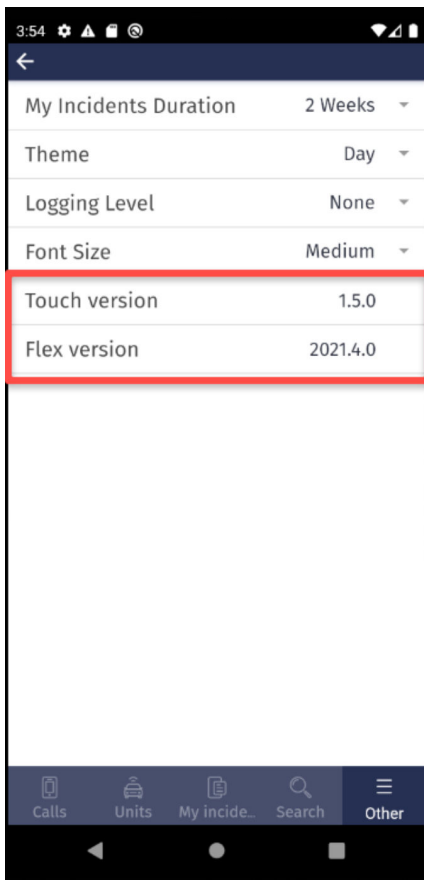 3:54
My Incidents Duration 2 Weeks
Theme Day
Logging Level None
Font Size Medium
Touch version 1.5.0
Flex version 2021.4.0
Calls Units My incide... Search Other